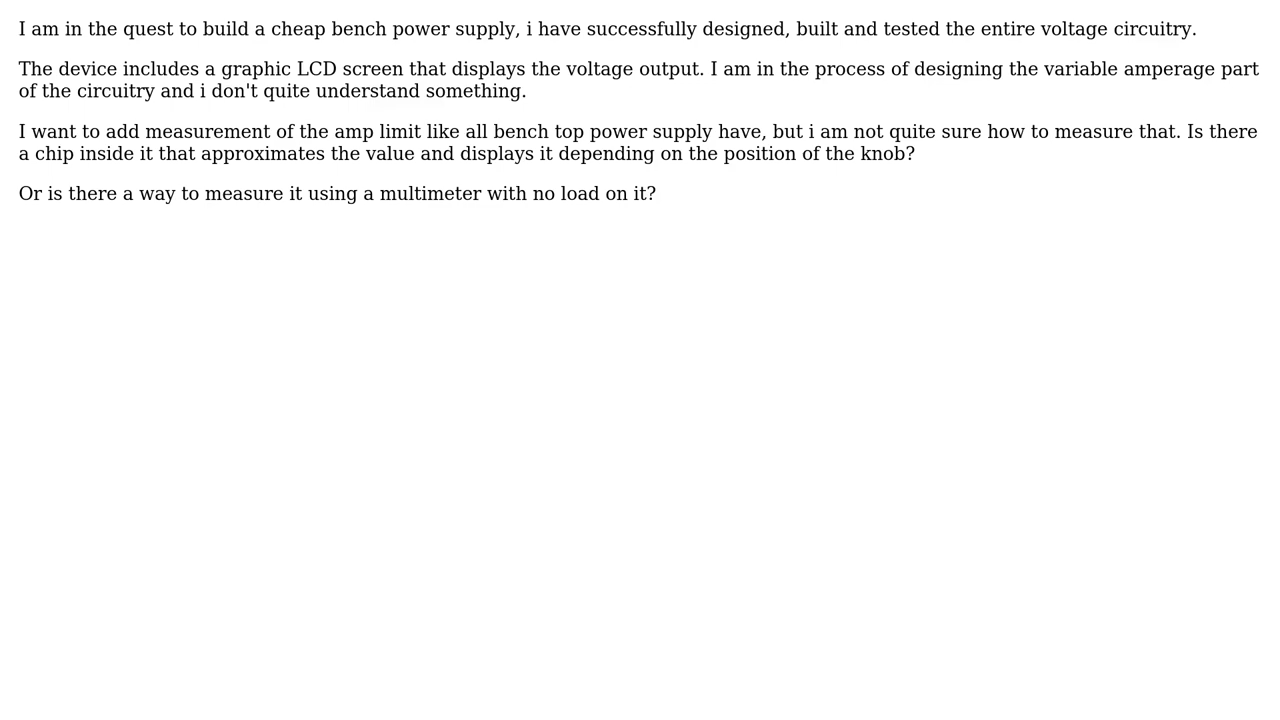 I am in the quest to build a cheap bench power supply, i have successfully designed, built and tested the entire voltage circuitry.
The device includes a graphic LCD screen that displays the voltage output. I am in the process of designing the variable amperage part
of the circuitry and i don't quite understand something.
I want to add measurement of the amp limit like all bench top power supply have, but i am not quite sure how to measure that. Is there
a chip inside it that approximates the value and displays it depending on the position of the knob?
Or is there a way to measure it using a multimeter with no load on it?